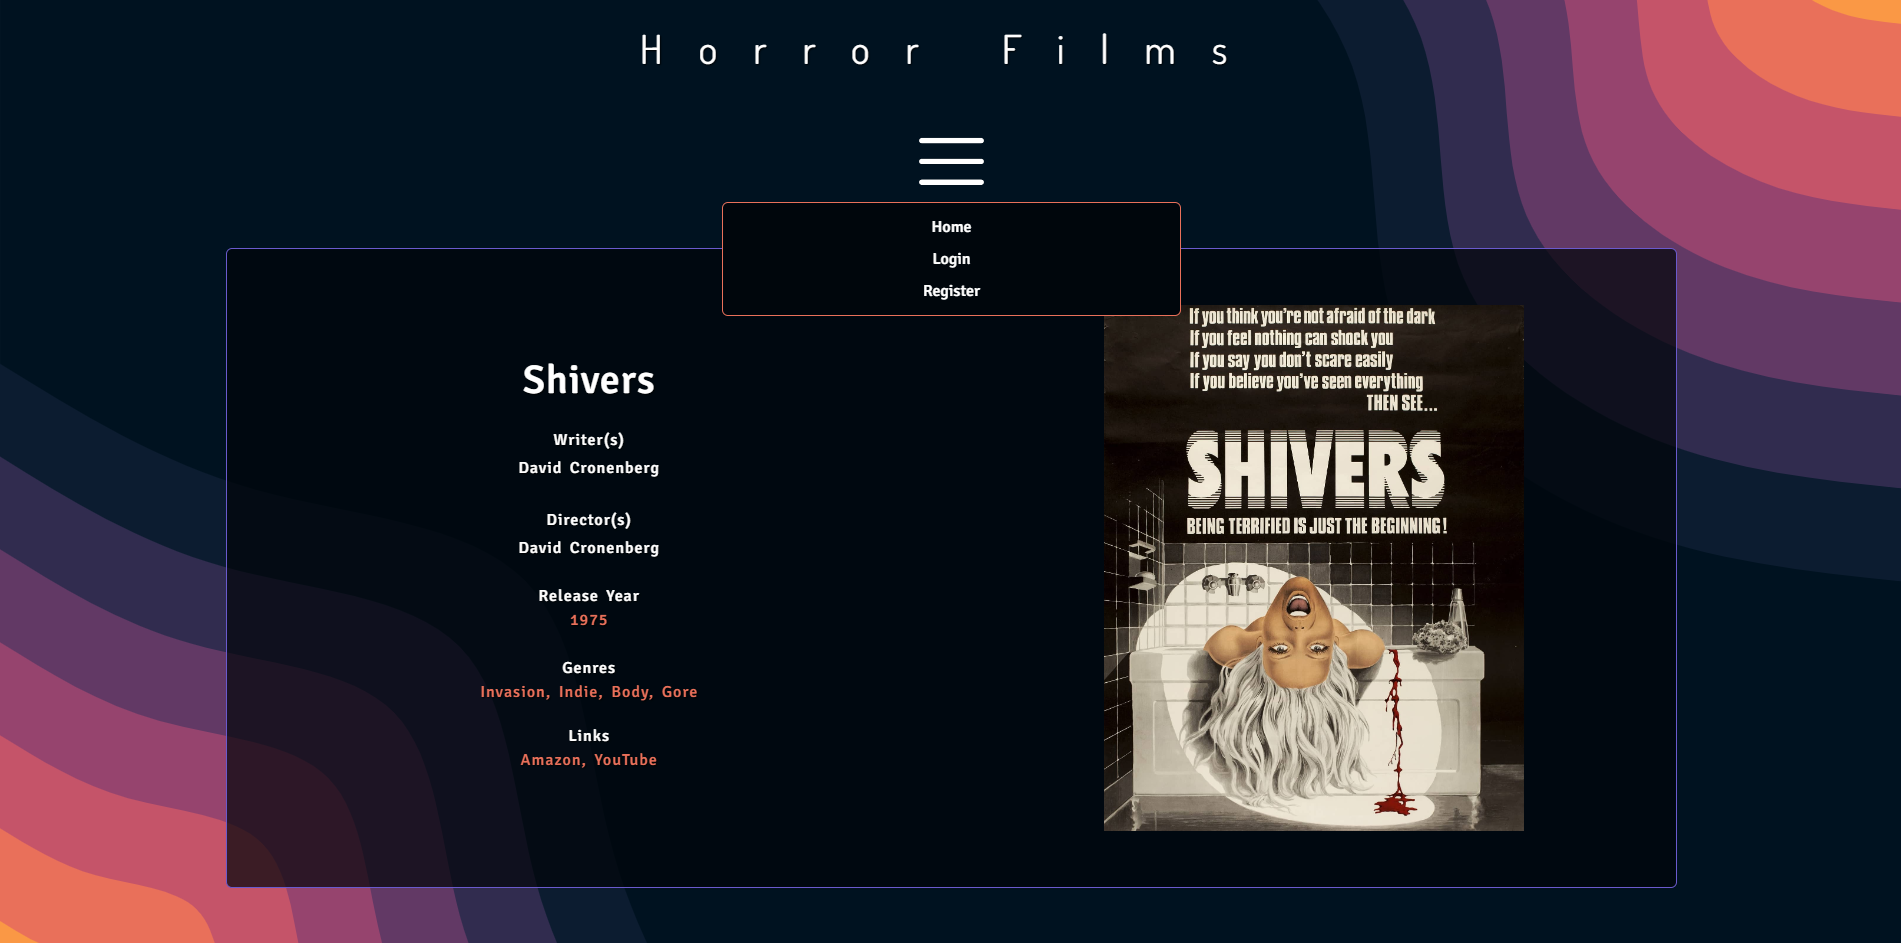 Horror Films
Home
Login
Register
Shivers
Writer(s)
David Cronenberg
Director(s)
David Cronenberg
Release Year
1975
Genres
Invasion, Indie, Body, Gore
Links
Amazon, YouTube
If you think you're not afraid of the dark
If you feel nothing can shock you
If you say you don't scare easily
If you believe you've seen everything
THEN SEE...
SHIVERS
BEING TERRIFIED IS JUST THE BEGINNING!